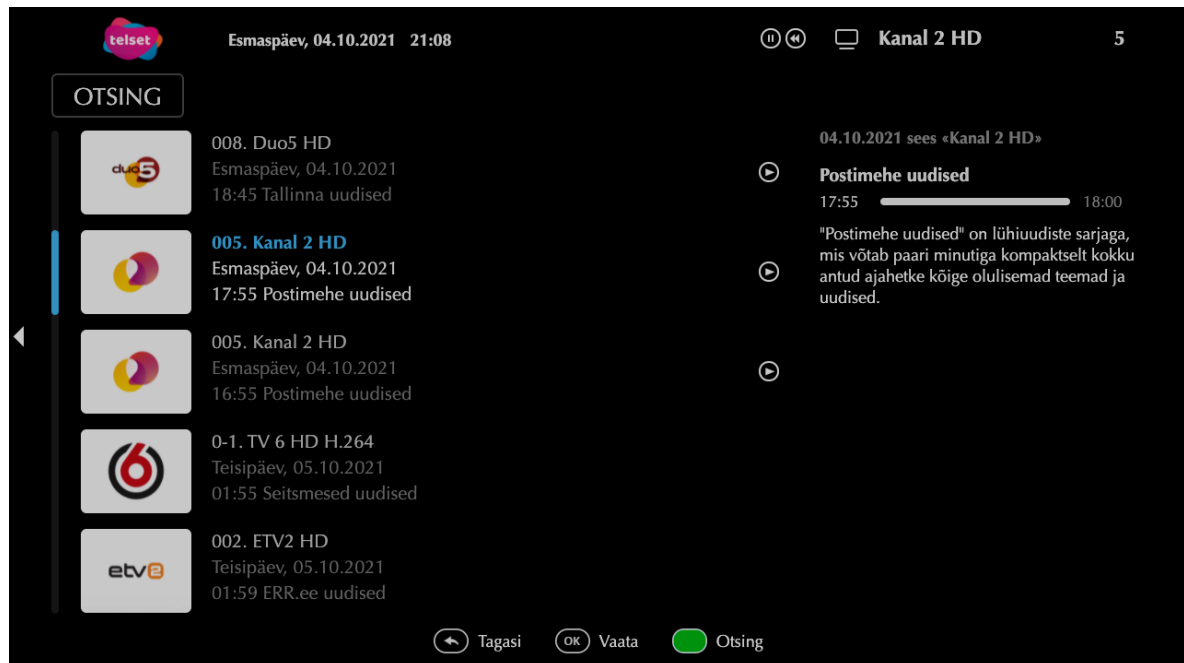 telset
Esmaspäev, 04.10.2021 21:08
Kanal 2 HD
5
OTSING
duo5
008. Duo5 HD
Esmaspäev, 04.10.2021
18:45 Tallinna uudised
005. Kanal 2 HD
Esmaspäev, 04.10.2021
17:55 Postimehe uudised
005. Kanal 2 HD
Esmaspäev, 04.10.2021
16:55 Postimehe uudised
6
0-1. TV 6 HD H.264
Teisipäev, 05.10.2021
01:55 Seitsmesed uudised
etv2
002. ETV2 HD
Teisipäev, 05.10.2021
01:59 ERR.ee uudised
04.10.2021 sees «Kanal 2 HD»
Postimehe uudised
17:55 18:00
"Postimehe uudised" on lühiuudiste sarjaga,
mis võtab paari minutiga kompaktselt kokku
antud ajahetke kõige olulisemad teemad ja
uudised.
Tagasi
OK Vaata
Otsing